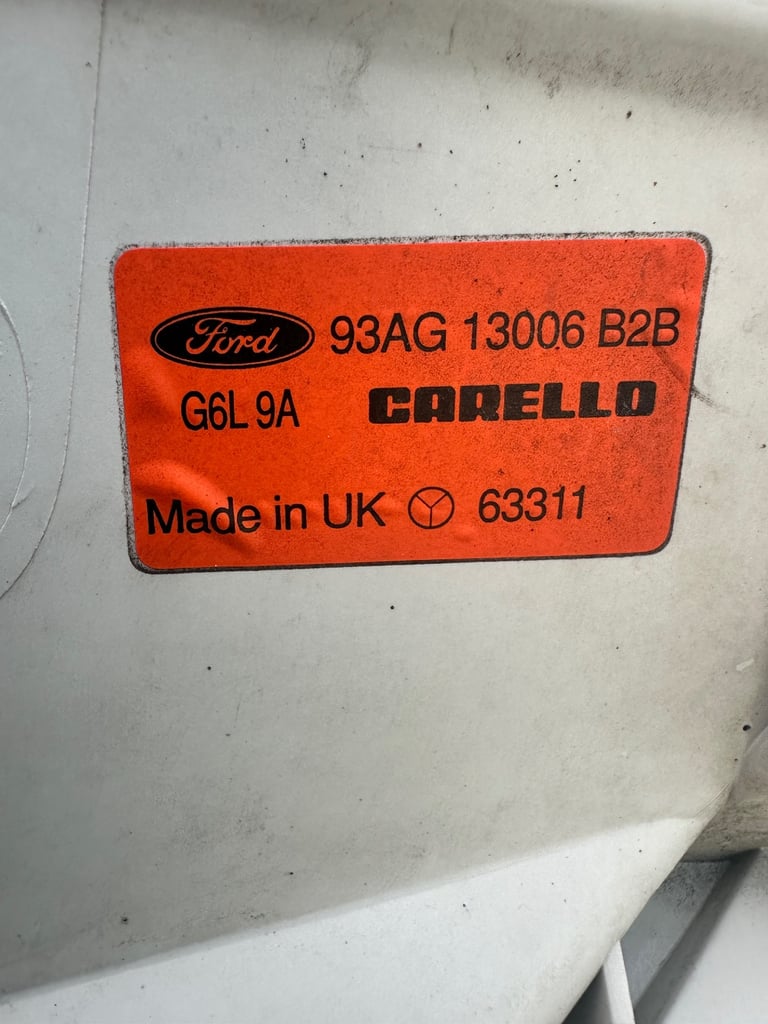 Ford 93AG 13006 B2B
G6L 9A CARELLO
Made in UK 63311